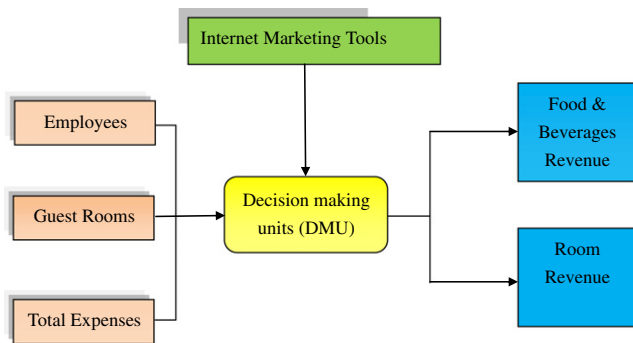 Internet Marketing Tools
Employees
Guest Rooms
Total Expenses
Decision making
units (DMU)
Food &
Beverages
Revenue
Room
Revenue